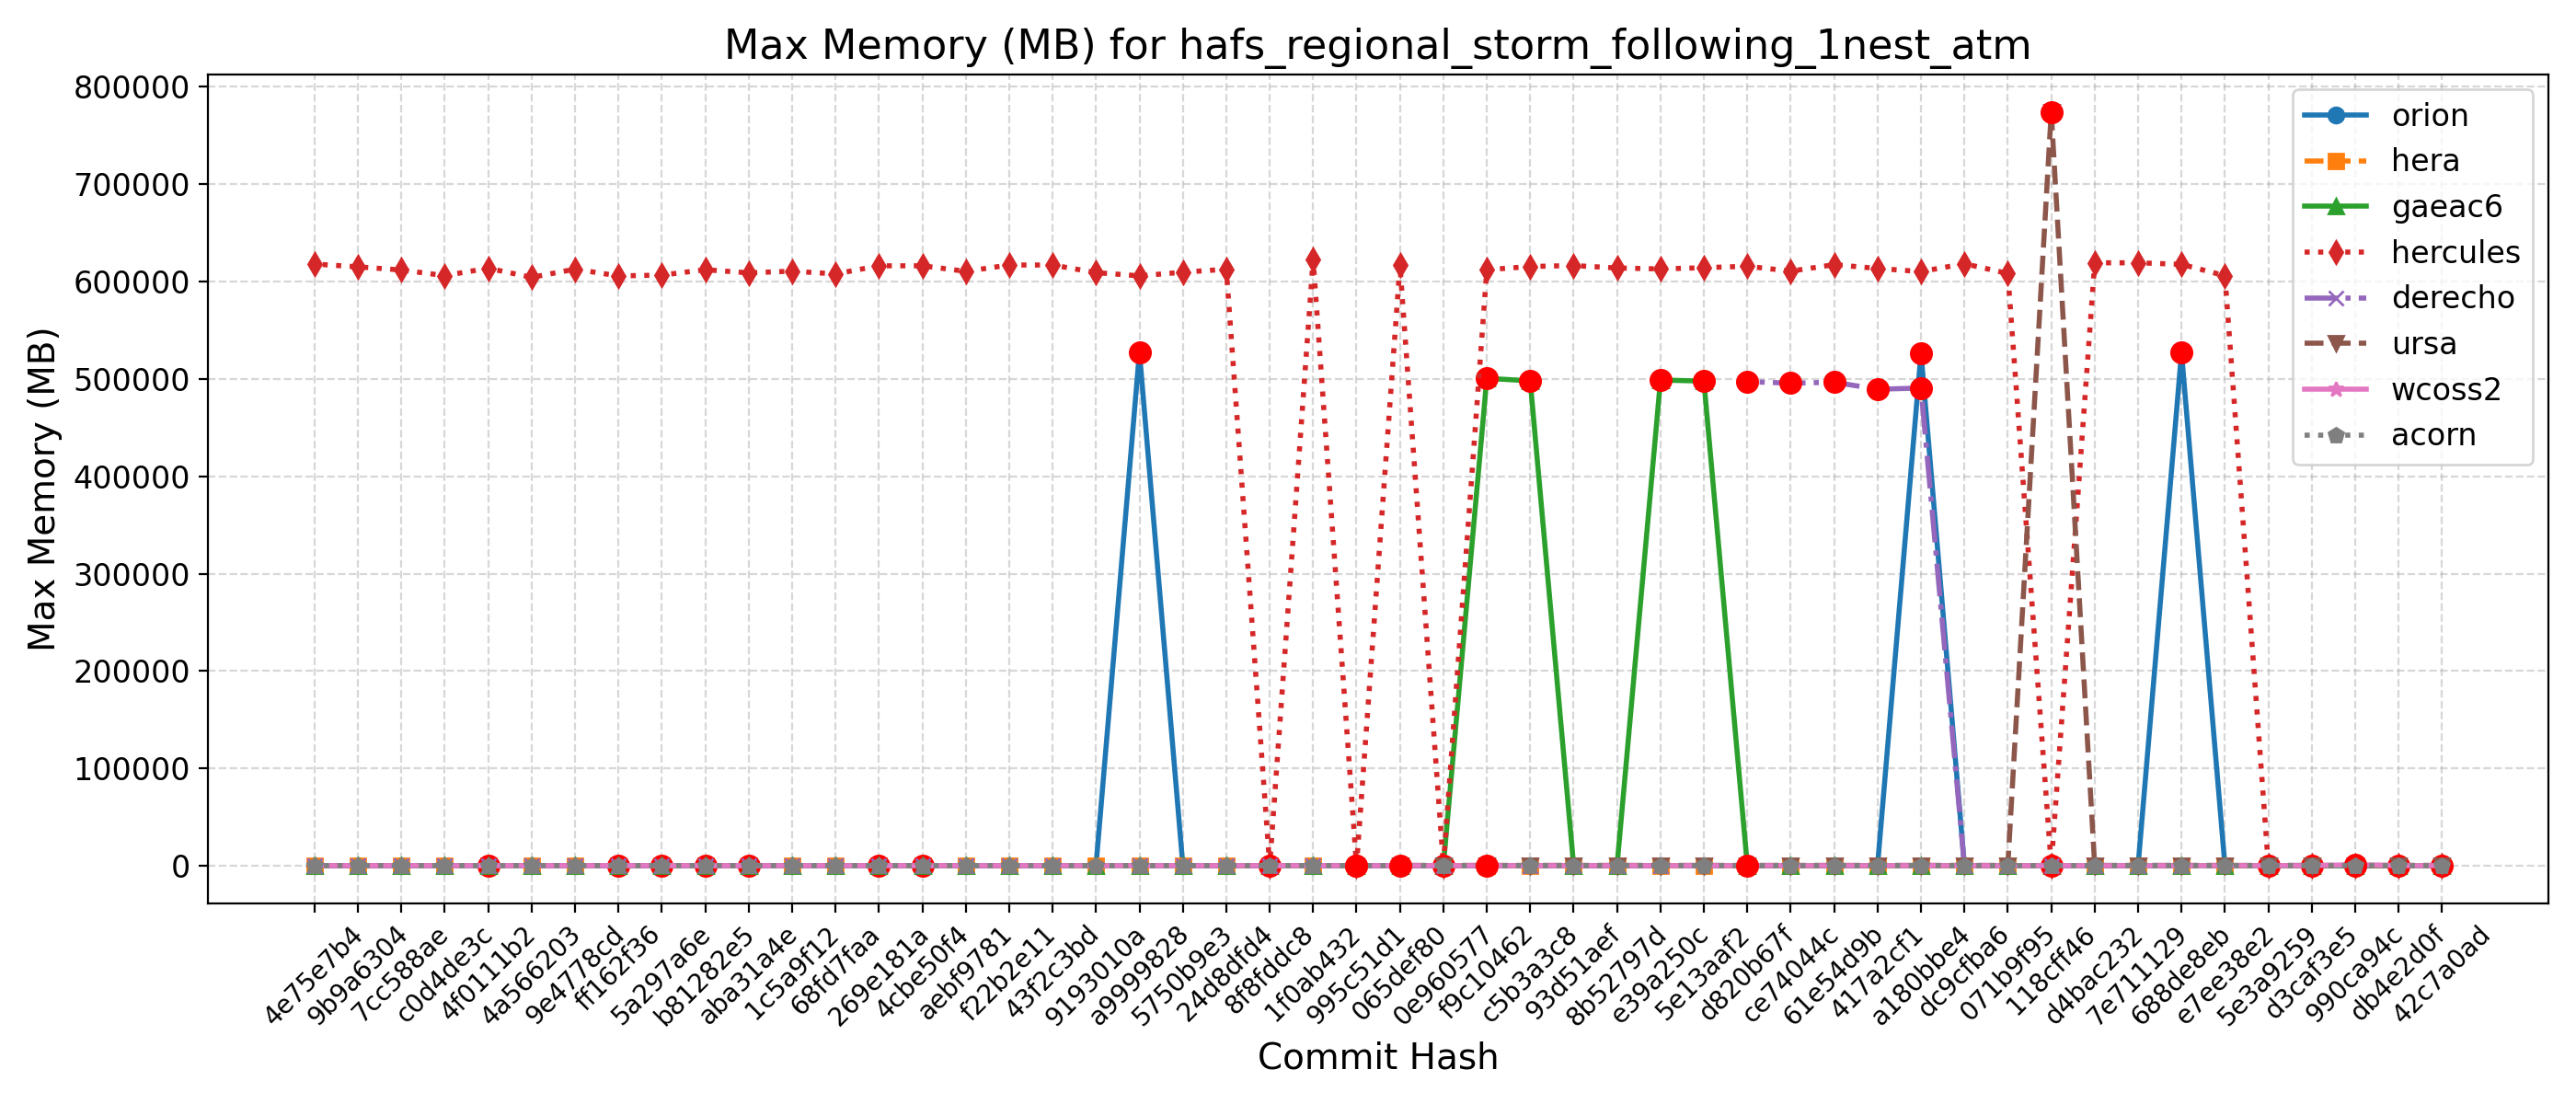 Max Memory (MB) for hafs_regional_storm_following_1nest_atm
Max Memory (MB)
800000
700000
600000
500000
400000
300000
200000
100000
0
orion
hera
gaeac6
hercules
derecho
ursa
wcoss2
acorn
4e75e7b4
9b9a6304
7cc588ae
c0d4de3c
4f0111b2
4a566203
9e4778cd
ff162f36
5a297a6e
b81282e5
aba31a4e
1c5a9f12
68fd7faa
269e181a
4cbe50f4
aebf9781
f22b2e11
43f2c3bd
9193010a
a9999828
5750b9e3
24d8dfd4
8f8fddc8
1f0ab432
995c51d1
065def80
0e960577
f9c10462
c5b3a3c8
93d51aef
8b52797d
e39a250c
5e13aaf2
d820b67f
ce74044c
61e54d9b
417a2cf1
a180bbe4
dc9cfba6
071b9f95
118cff46
d4bac232
7e711129
688de8eb
e7ee38e2
5e3a9259
d3caf3e5
990ca94c
db4e2d0f
42c7a0ad
Commit Hash